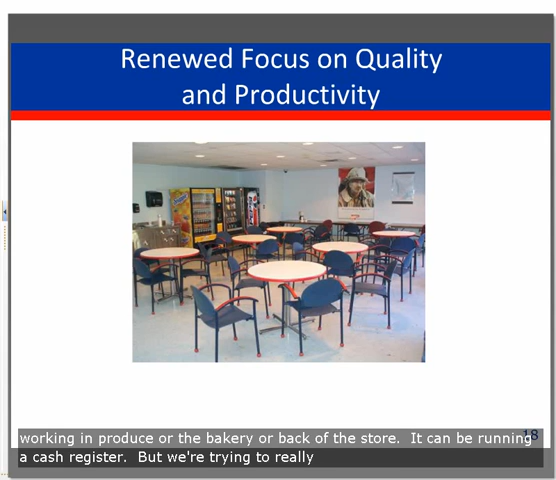 Renewed Focus on Quality
and Productivity
18
working in produce or the bakery or back of the store.  It can be running
a cash register.  But we're trying to really